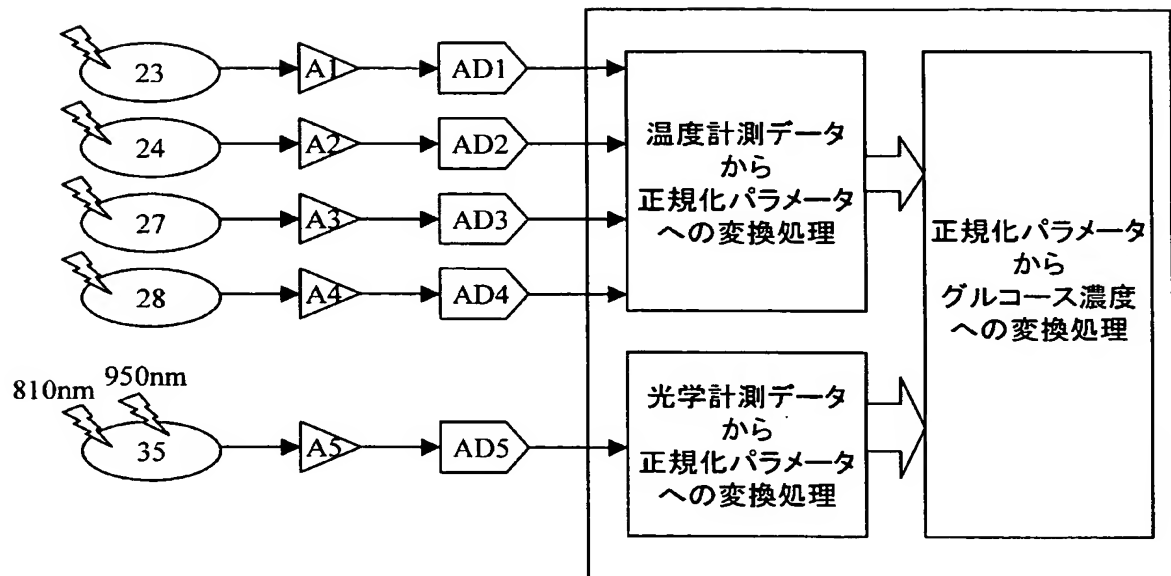 23
A1
AD1
24
A2
AD2
27
A3
AD3
28
A4
AD4
温度計測データ
から
正規化パラメータ
への変換処理
810nm
950nm
35
A5
AD5
光学計測データ
から
正規化パラメータ
への変換処理
正規化パラメータ
から
グルコース濃度
への変換処理